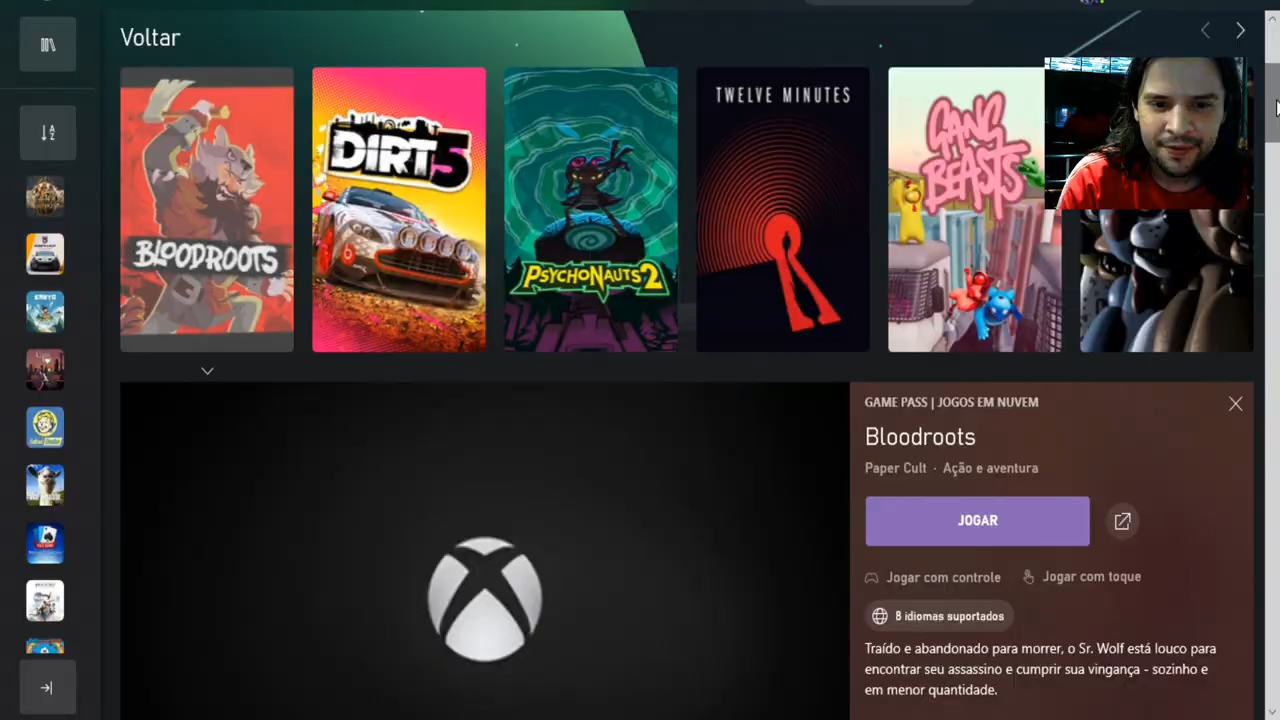 Voltar
BLOODROOTS
DIRT 5
PSYCHONAUTS 2
TWELVE MINUTES
GANG
BEASTS
GAME PASS | JOGOS EM NUVEM
Bloodroots
Paper Cult · Ação e aventura
JOGAR
Jogar com controle
Jogar com toque
8 idiomas suportados
Traído e abandonado para morrer, o Sr. Wolf está louco para
encontrar seu assassino e cumprir sua vingança - sozinho e
em menor quantidade.